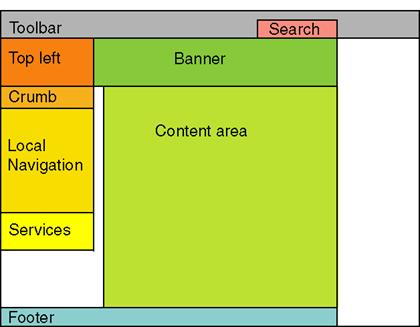 Toolbar
Search
Top left
Banner
Crumb
Content area
Local
Navigation
Services
Footer